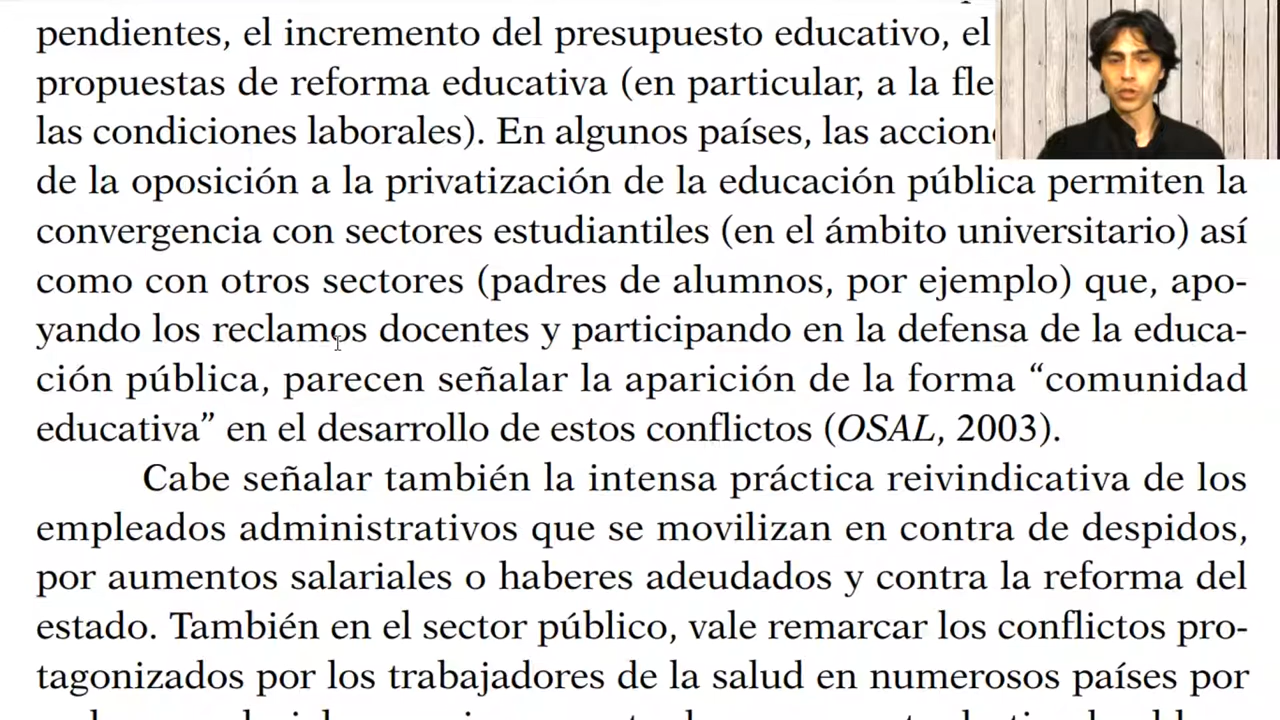 pendientes, el incremento del presupuesto educativo, el
propuestas de reforma educativa (en particular, a la fle
las condiciones laborales). En algunos países, las accion
de la oposición a la privatización de la educación pública permiten la
convergencia con sectores estudiantiles (en el ámbito universitario) así
como con otros sectores (padres de alumnos, por ejemplo) que, apo-
yando los reclamos docentes y participando en la defensa de la educa-
ción pública, parecen señalar la aparición de la forma “comunidad
educativa” en el desarrollo de estos conflictos (OSAL, 2003).
Cabe señalar también la intensa práctica reivindicativa de los
empleados administrativos que se movilizan en contra de despidos,
por aumentos salariales o haberes adeudados y contra la reforma del
estado. También en el sector público, vale remarcar los conflictos pro-
tagonizados por los trabajadores de la salud en numerosos países por